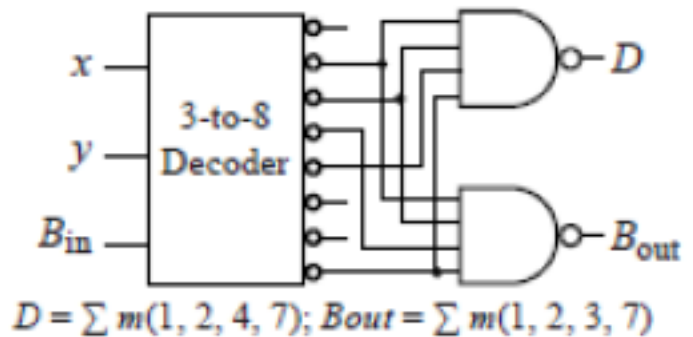 x
y
B_in
3-to-8
Decoder
D
B_out
D = ∑ m(1, 2, 4, 7); Bout = ∑ m(1, 2, 3, 7)